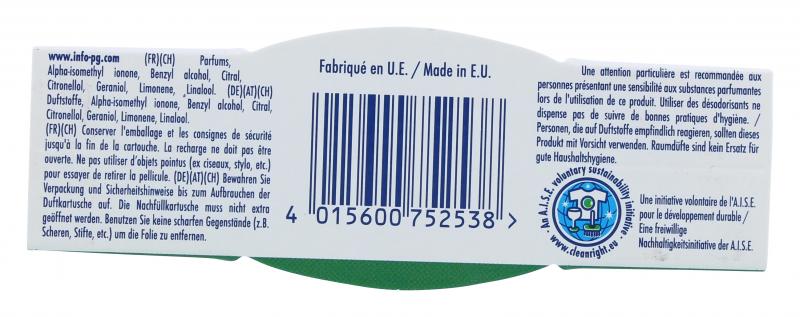 www.info-pg.com (FR)(CH) Parfums,
Alpha-isomethyl ionone, Benzyl alcohol, Citral,
Citronellol, Geraniol, Limonene, Linalool. (DE)(AT)(CH)
Duftstoffe, Alpha-isomethyl ionone, Benzyl alcohol, Citral,
Citronellol, Geraniol, Limonene, Linalool.
(FR)(CH) Conserver l'emballage et les consignes de sécurité
jusqu'à la fin de la cartouche. La recharge ne doit pas être
ouverte. Ne pas utiliser d'objets pointus (ex ciseaux, stylo, etc.)
pour essayer de retirer la pellicule. (DE)(AT)(CH) Bewahren Sie
Verpackung und Sicherheitshinweise bis zum Aufbrauchen der
Duftkartusche auf. Die Nachfüllkartusche muss nicht extra
geöffnet werden. Benutzen Sie keine scharfen Gegenstände (z.B.
Scheren, Stifte, etc.) um die Folie zu entfernen.
Fabriqué en U.E. / Made in E.U.
4 015600 752538 >
Une attention particulière est recommandée aux
personnes présentant une sensibilité aux substances parfumantes
lors de l'utilisation de ce produit. Utiliser des désodorisants ne
dispense pas de suivre de bonnes pratiques d'hygiène. /
Personen, die auf Duftstoffe empfindlich reagieren, sollten dieses
Produkt mit Vorsicht verwenden. Raumdüfte sind kein Ersatz für
gute Haushaltshygiene.
An A.I.S.E. voluntary sustainability initiative
www.cleanright.eu
Une initiative volontaire de l'A.I.S.E.
pour le développement durable /
Eine freiwillige
Nachhaltigkeitsinitiative der A.I.S.E.